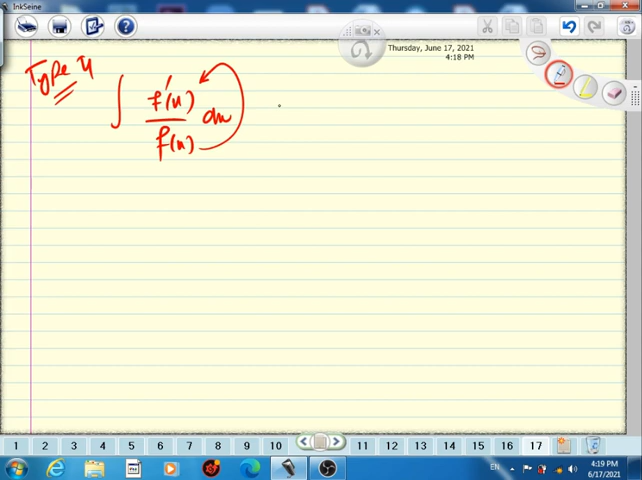 InkSeine
Thursday, June 17, 2021
4:18 PM
Type 4
∫ f'(x)/f(x) dx
1 2 3 4 5 6 7 8 9 10 11 12 13 14 15 16 17
EN
4:19 PM
6/17/2021